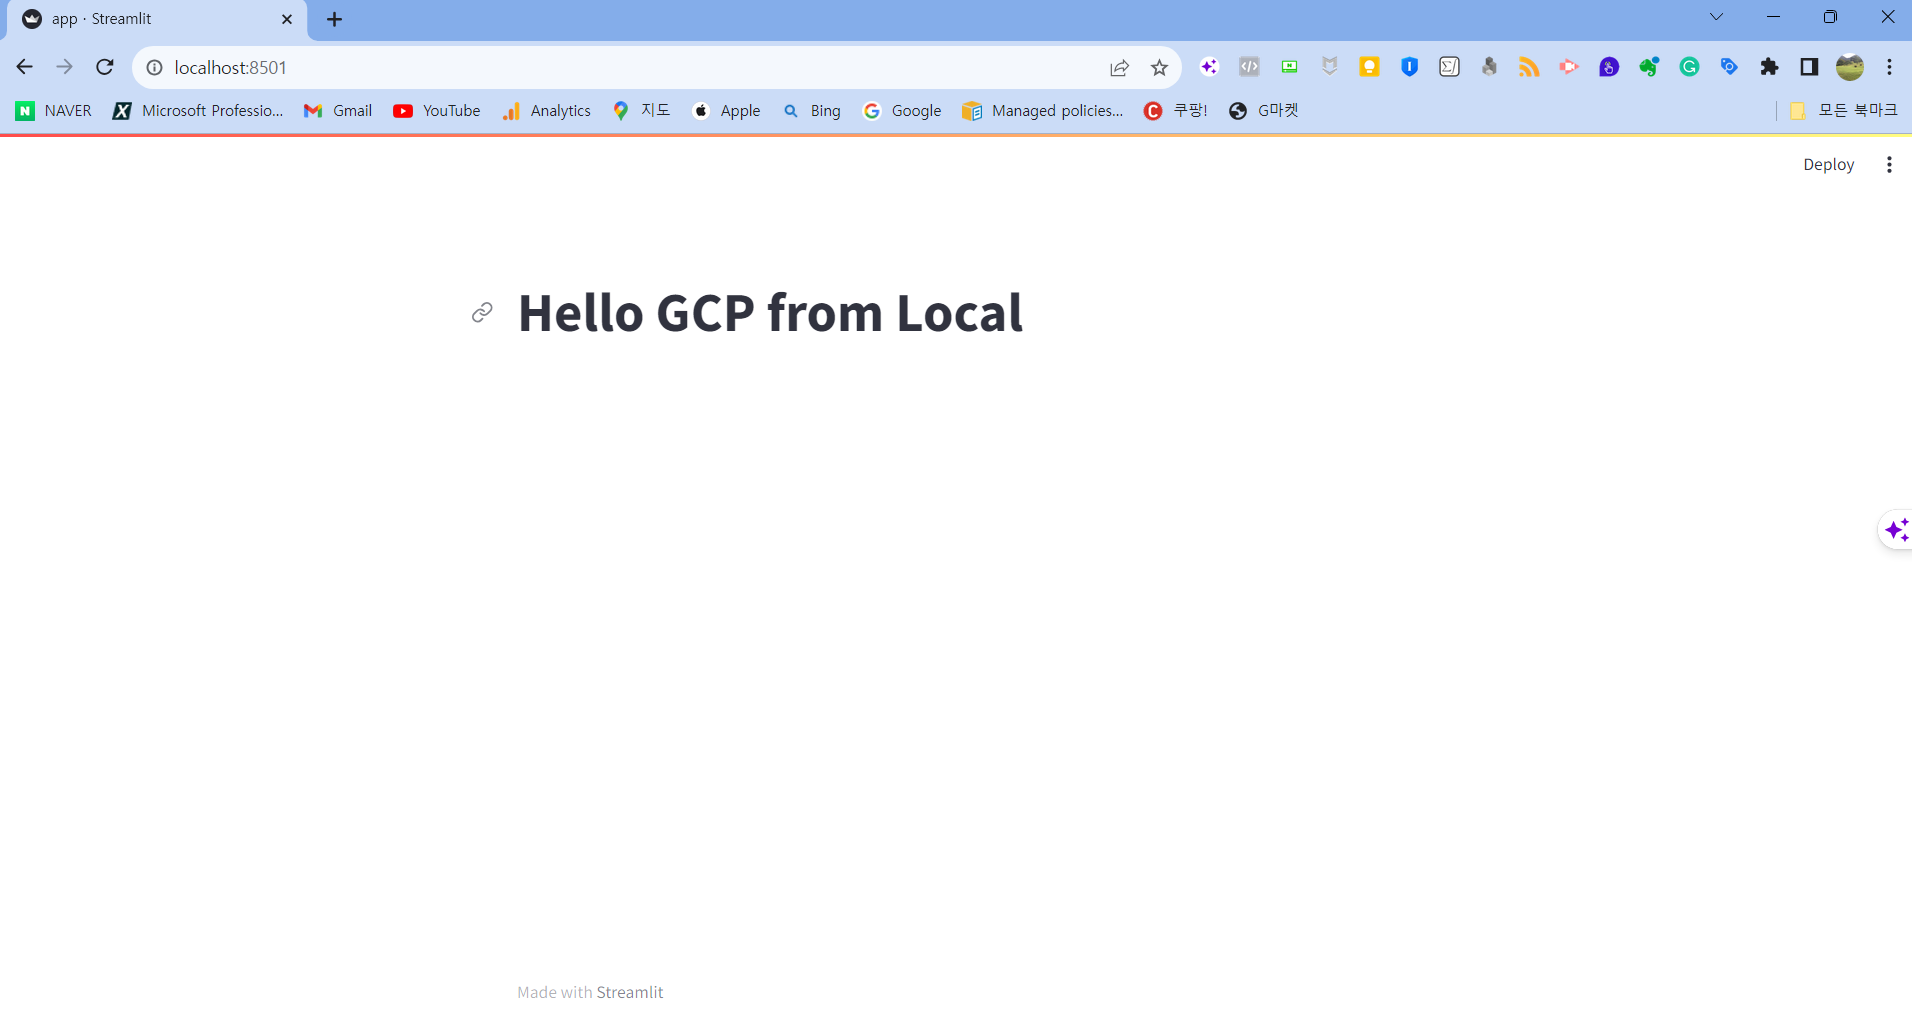 app · Streamlit
localhost:8501
NAVER Microsoft Professio... Gmail YouTube Analytics 지도 Apple Bing Google Managed policies... 쿠팡! G마켓 모든 북마크
Deploy
Hello GCP from Local
Made with Streamlit